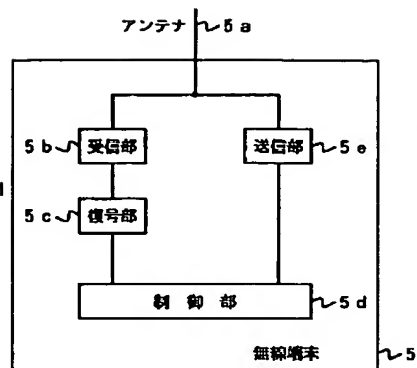 アンテナ 5a
5b 受信部 送信部 5e
5c 復号部
制御部 5d
無線端末 5